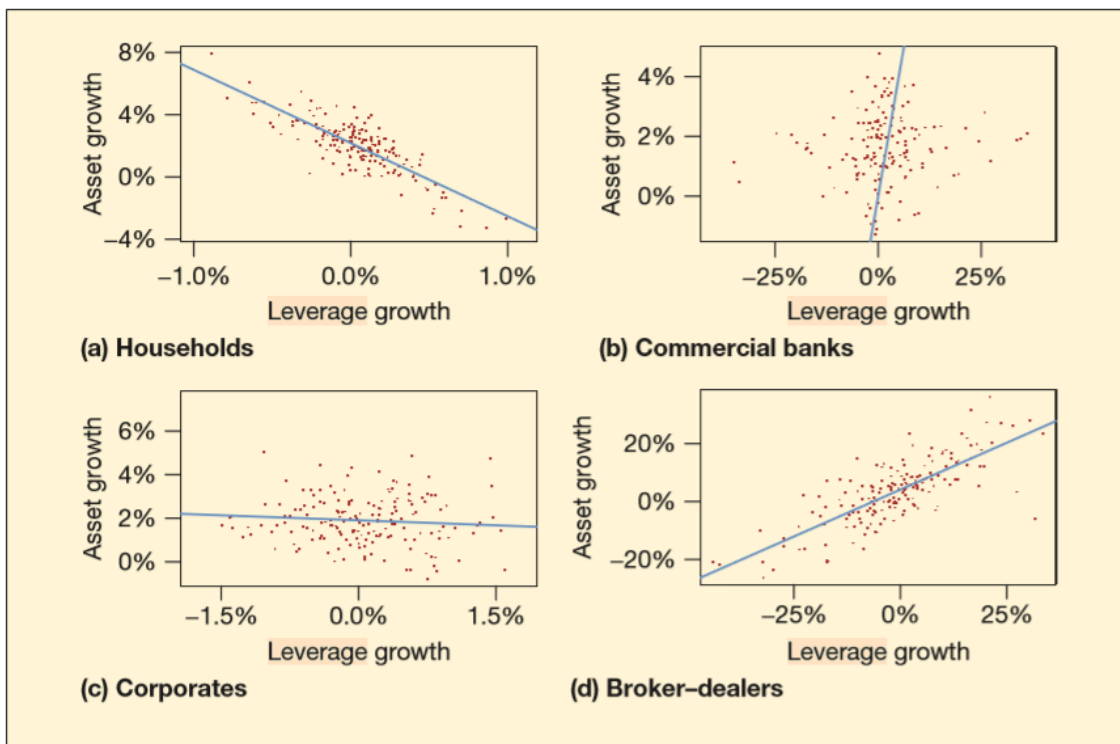 8%
4%
0%
−4%
Asset growth
−1.0% 0.0% 1.0%
Leverage growth
(a) Households
4%
2%
0%
Asset growth
−25% 0% 25%
Leverage growth
(b) Commercial banks
6%
4%
2%
0%
Asset growth
−1.5% 0.0% 1.5%
Leverage growth
(c) Corporates
20%
0%
−20%
Asset growth
−25% 0% 25%
Leverage growth
(d) Broker–dealers